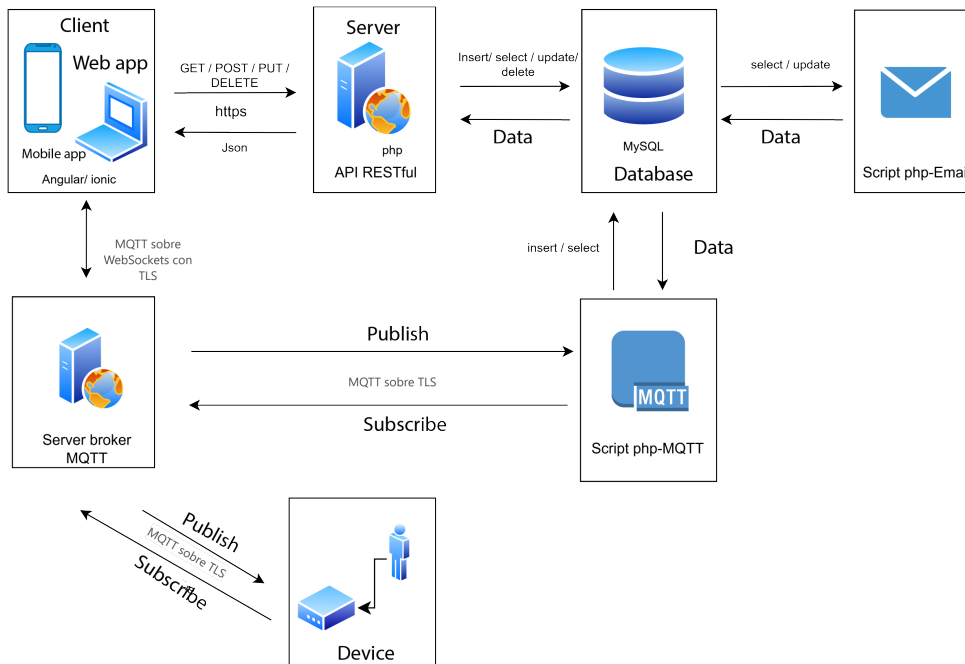 Client
Web app
Mobile app
Angular/ ionic
GET / POST / PUT /
DELETE
https
Json
Server
php
API RESTful
Insert/ select / update/
delete
Data
MySQL
Database
select / update
Data
Script php-Email
MQTT sobre
WebSockets con
TLS
insert / select
Data
Server broker
MQTT
Publish
MQTT sobre TLS
Subscribe
MQTT
Script php-MQTT
Publish
MQTT sobre TLS
Subscribe
Device